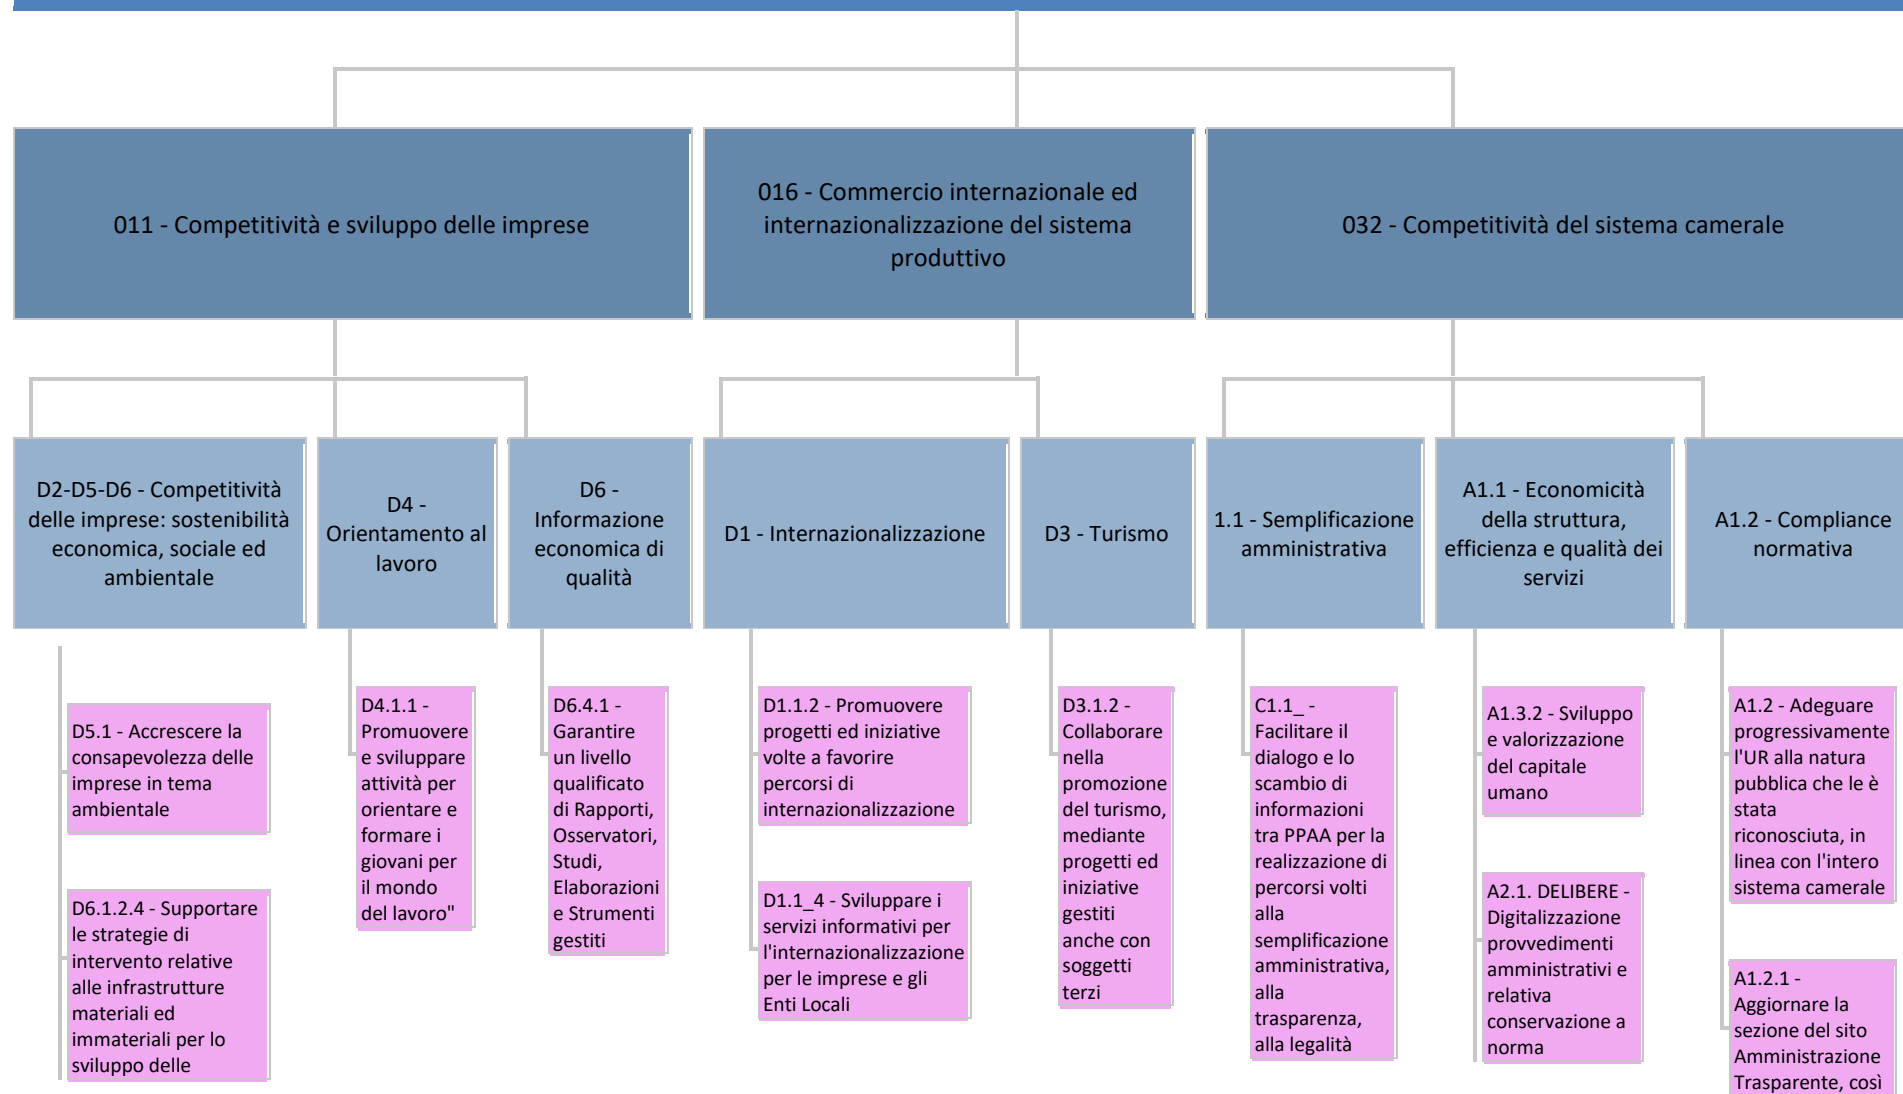 011 - Competitività e sviluppo delle imprese
016 - Commercio internazionale ed
internazionalizzazione del sistema
produttivo
032 - Competitività del sistema camerale
D2-D5-D6 - Competitività
delle imprese: sostenibilità
economica, sociale ed
ambientale
D4 -
Orientamento al
lavoro
D6 -
Informazione
economica di
qualità
D1 - Internazionalizzazione
D3 - Turismo
1.1 - Semplificazione
amministrativa
A1.1 - Economicità
della struttura,
efficienza e qualità dei
servizi
A1.2 - Compliance
normativa
D5.1 - Accrescere la
consapevolezza delle
imprese in tema
ambientale
D6.1.2.4 - Supportare
le strategie di
intervento relative
alle infrastrutture
materiali ed
immateriali per lo
sviluppo delle
D4.1.1 -
Promuovere
e sviluppare
attività per
orientare e
formare i
giovani per
il mondo
del lavoro"
D6.4.1 -
Garantire
un livello
qualificato
di Rapporti,
Osservatori,
Studi,
Elaborazioni
e Strumenti
gestiti
D1.1.2 - Promuovere
progetti ed iniziative
volte a favorire
percorsi di
internazionalizzazione
D1.1_4 - Sviluppare i
servizi informativi per
l'internazionalizzazione
per le imprese e gli
Enti Locali
D3.1.2 -
Collaborare
nella
promozione
del turismo,
mediante
progetti ed
iniziative
gestiti
anche con
soggetti
terzi
C1.1_ -
Facilitare il
dialogo e lo
scambio di
informazioni
tra PPAA per la
realizzazione di
percorsi volti
alla
semplificazione
amministrativa,
alla
trasparenza,
alla legalità
A1.3.2 - Sviluppo
e valorizzazione
del capitale
umano
A2.1. DELIBERE -
Digitalizzazione
provvedimenti
amministrativi e
relativa
conservazione a
norma
A1.2 - Adeguare
progressivamente
l'UR alla natura
pubblica che le è
stata
riconosciuta, in
linea con l'intero
sistema camerale
A1.2.1 -
Aggiornare la
sezione del sito
Amministrazione
Trasparente, così